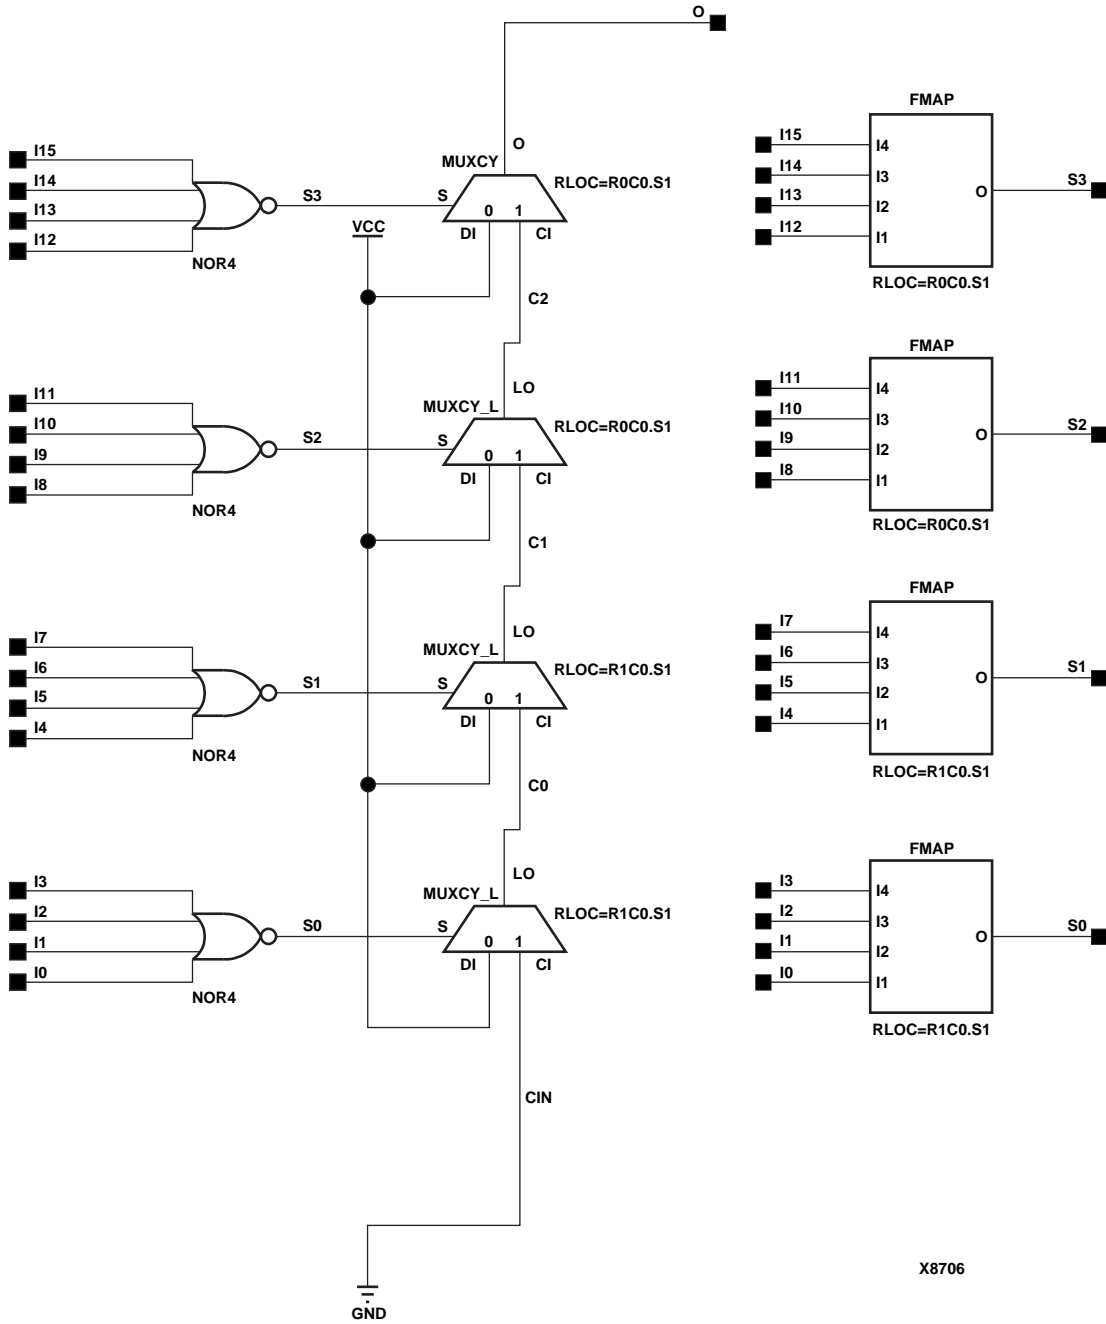 O
FMAP
I15
I14
I13
I12
NOR4
S3
VCC
MUXCY
O
RLOC=R0C0.S1
S
0 1
DI CI
C2
I15
I14
I13
I12
I4
I3
I2
I1
O
S3
RLOC=R0C0.S1
FMAP
I11
I10
I9
I8
NOR4
S2
LO
MUXCY_L
RLOC=R0C0.S1
S
0 1
DI CI
C1
I11
I10
I9
I8
I4
I3
I2
I1
O
S2
RLOC=R0C0.S1
FMAP
I7
I6
I5
I4
NOR4
S1
LO
MUXCY_L
RLOC=R1C0.S1
S
0 1
DI CI
C0
I7
I6
I5
I4
I4
I3
I2
I1
O
S1
RLOC=R1C0.S1
FMAP
I3
I2
I1
I0
NOR4
S0
LO
MUXCY_L
RLOC=R1C0.S1
S
0 1
DI CI
CIN
I3
I2
I1
I0
I4
I3
I2
I1
O
S0
RLOC=R1C0.S1
GND
X8706